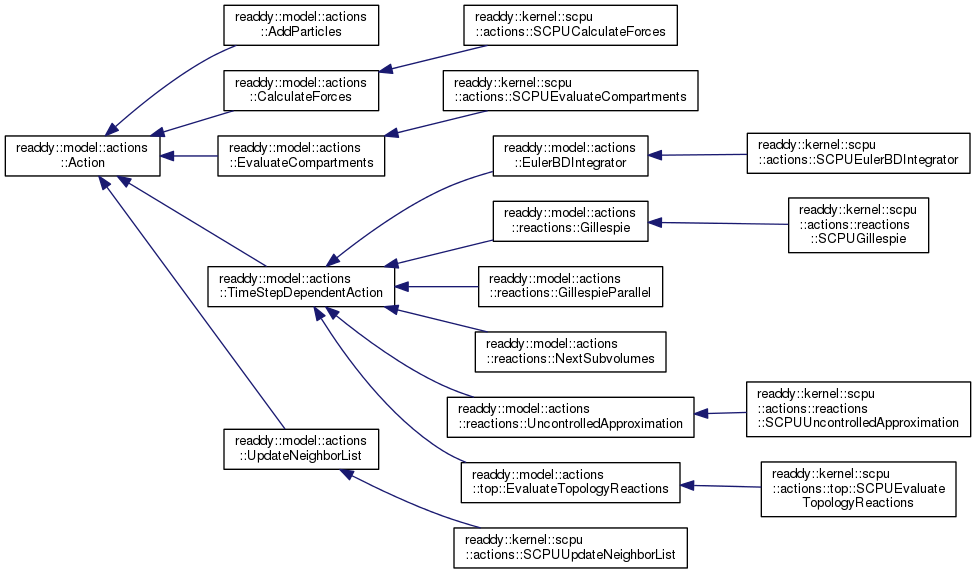 readdy::model::actions
::AddParticles
readdy::kernel::scpu
::actions::SCPUCalculateForces
readdy::model::actions
::CalculateForces
readdy::kernel::scpu
::actions::SCPUEvaluateCompartments
readdy::model::actions
::Action
readdy::model::actions
::EvaluateCompartments
readdy::model::actions
::EulerBDIntegrator
readdy::kernel::scpu
::actions::SCPUEulerBDIntegrator
readdy::model::actions
::reactions::Gillespie
readdy::kernel::scpu
::actions::reactions
::SCPUGillespie
readdy::model::actions
::TimeStepDependentAction
readdy::model::actions
::reactions::GillespieParallel
readdy::model::actions
::reactions::NextSubvolumes
readdy::model::actions
::reactions::UncontrolledApproximation
readdy::kernel::scpu
::actions::reactions
::SCPUUncontrolledApproximation
readdy::model::actions
::UpdateNeighborList
readdy::model::actions
::top::EvaluateTopologyReactions
readdy::kernel::scpu
::actions::top::SCPUEvaluate
TopologyReactions
readdy::kernel::scpu
::actions::SCPUUpdateNeighborList